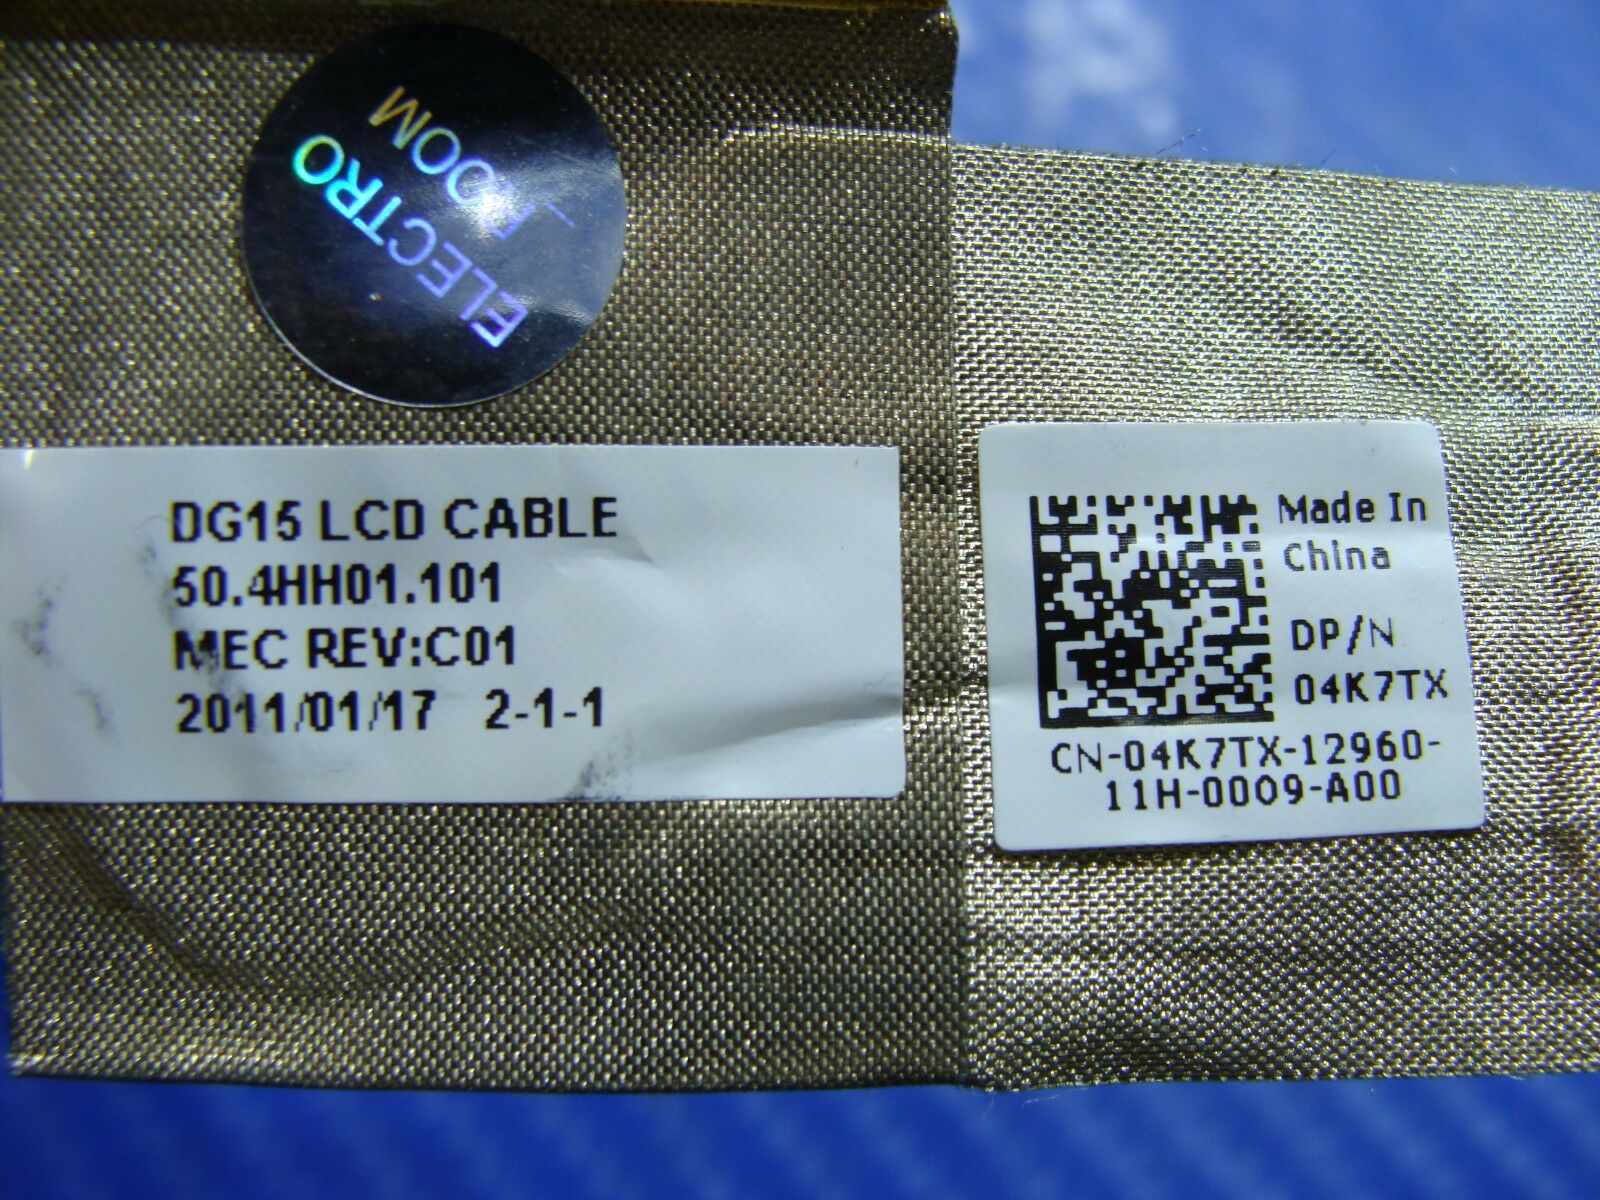 ELECTRO
_ROOM
DG15 LCD CABLE
50.4HH01.101
MEC REV:C01
2011/01/17 2-1-1
Made In
China
DP/N
04K7TX
CN-04K7TX-12960-
11H-0009-A00